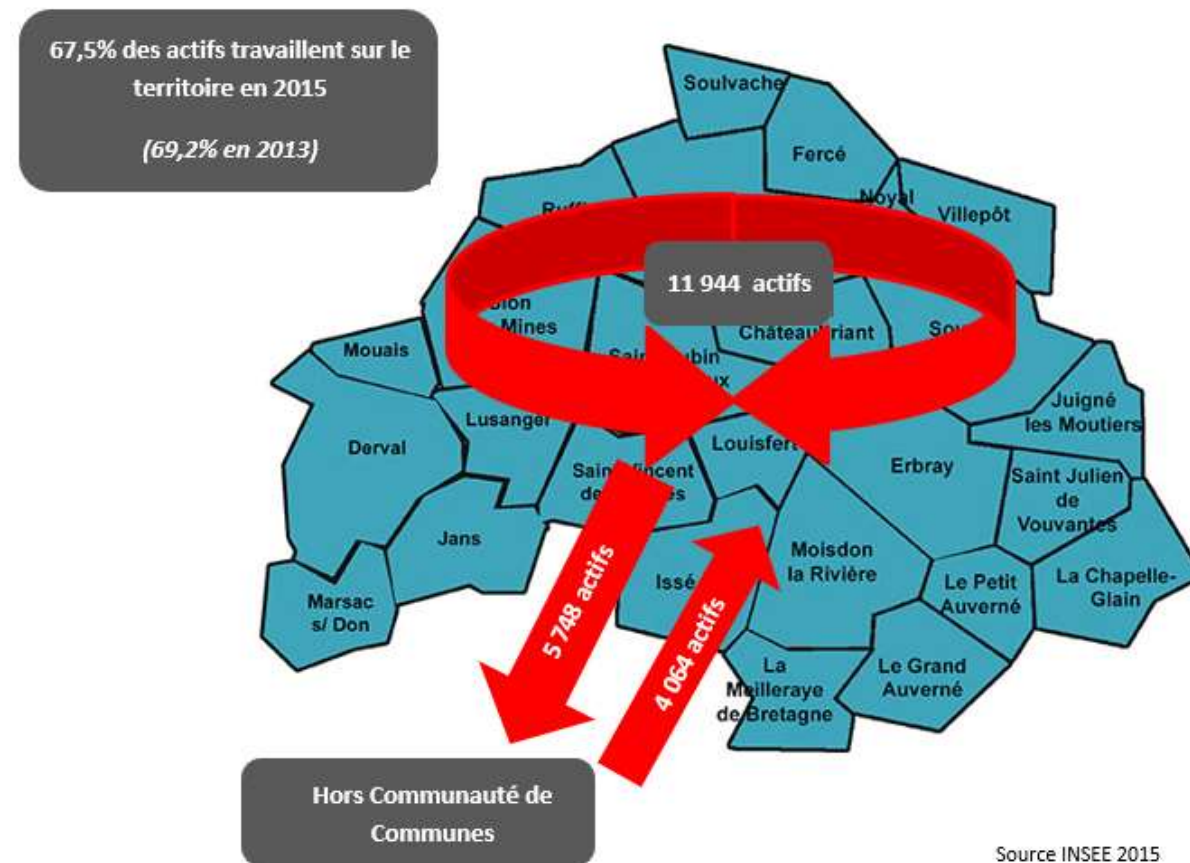 67,5% des actifs travaillent sur le
territoire en 2015
(69,2% en 2013)
Soulvache
Fercé
Noyal
Villepôt
11 944 actifs
Mines
Châteaubriant
Mouais
Lusanger
Derval
Louisfert
Juigné
les Moutiers
Erbray
Saint Julien
de
Vouvantes
Jans
Issé
Moisdon
la Rivière
Le Petit
Auverné
La Chapelle-
Glain
Marsac
s/ Don
5 748 actifs
4 064 actifs
La
Meilleraye
de Bretagne
Le Grand
Auverné
Hors Communauté de
Communes
Source INSEE 2015